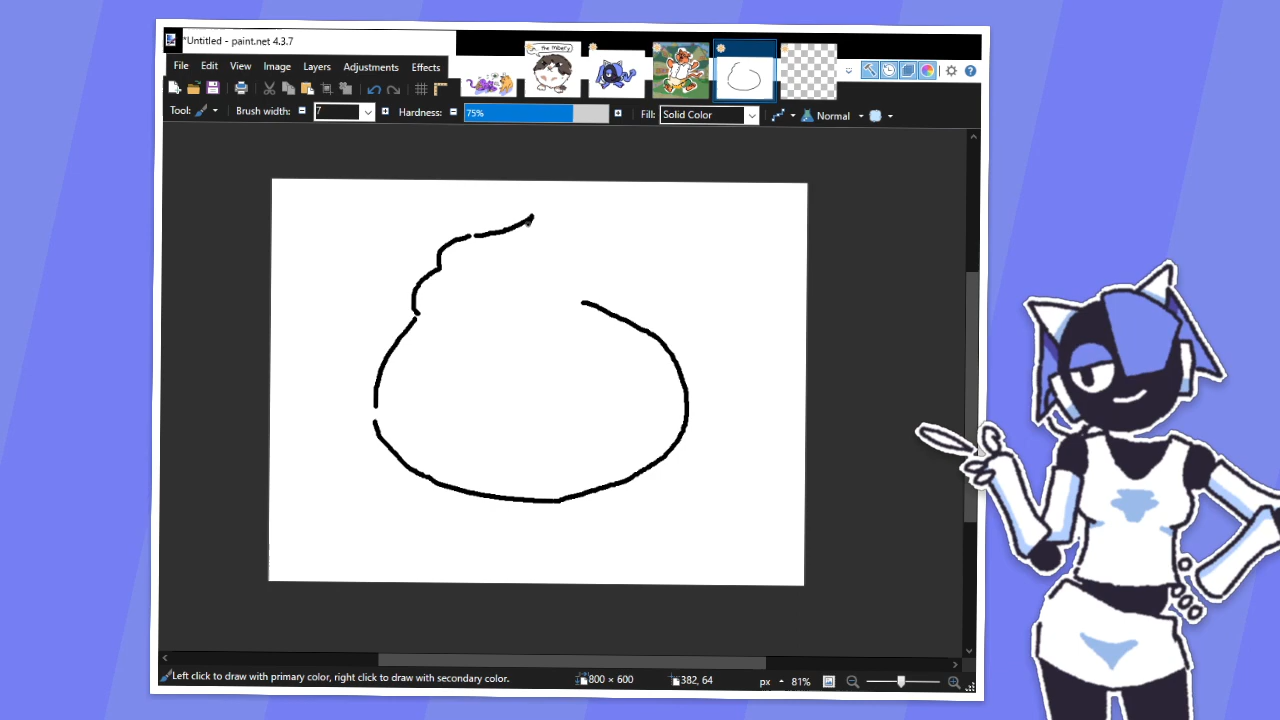 *Untitled - paint.net 4.3.7
File Edit View Image Layers Adjustments Effects
Tool: Brush width: 7 Hardness: 75% Fill: Solid Color Normal
Left click to draw with primary color, right click to draw with secondary color. 800 × 600 382, 64 px 81%